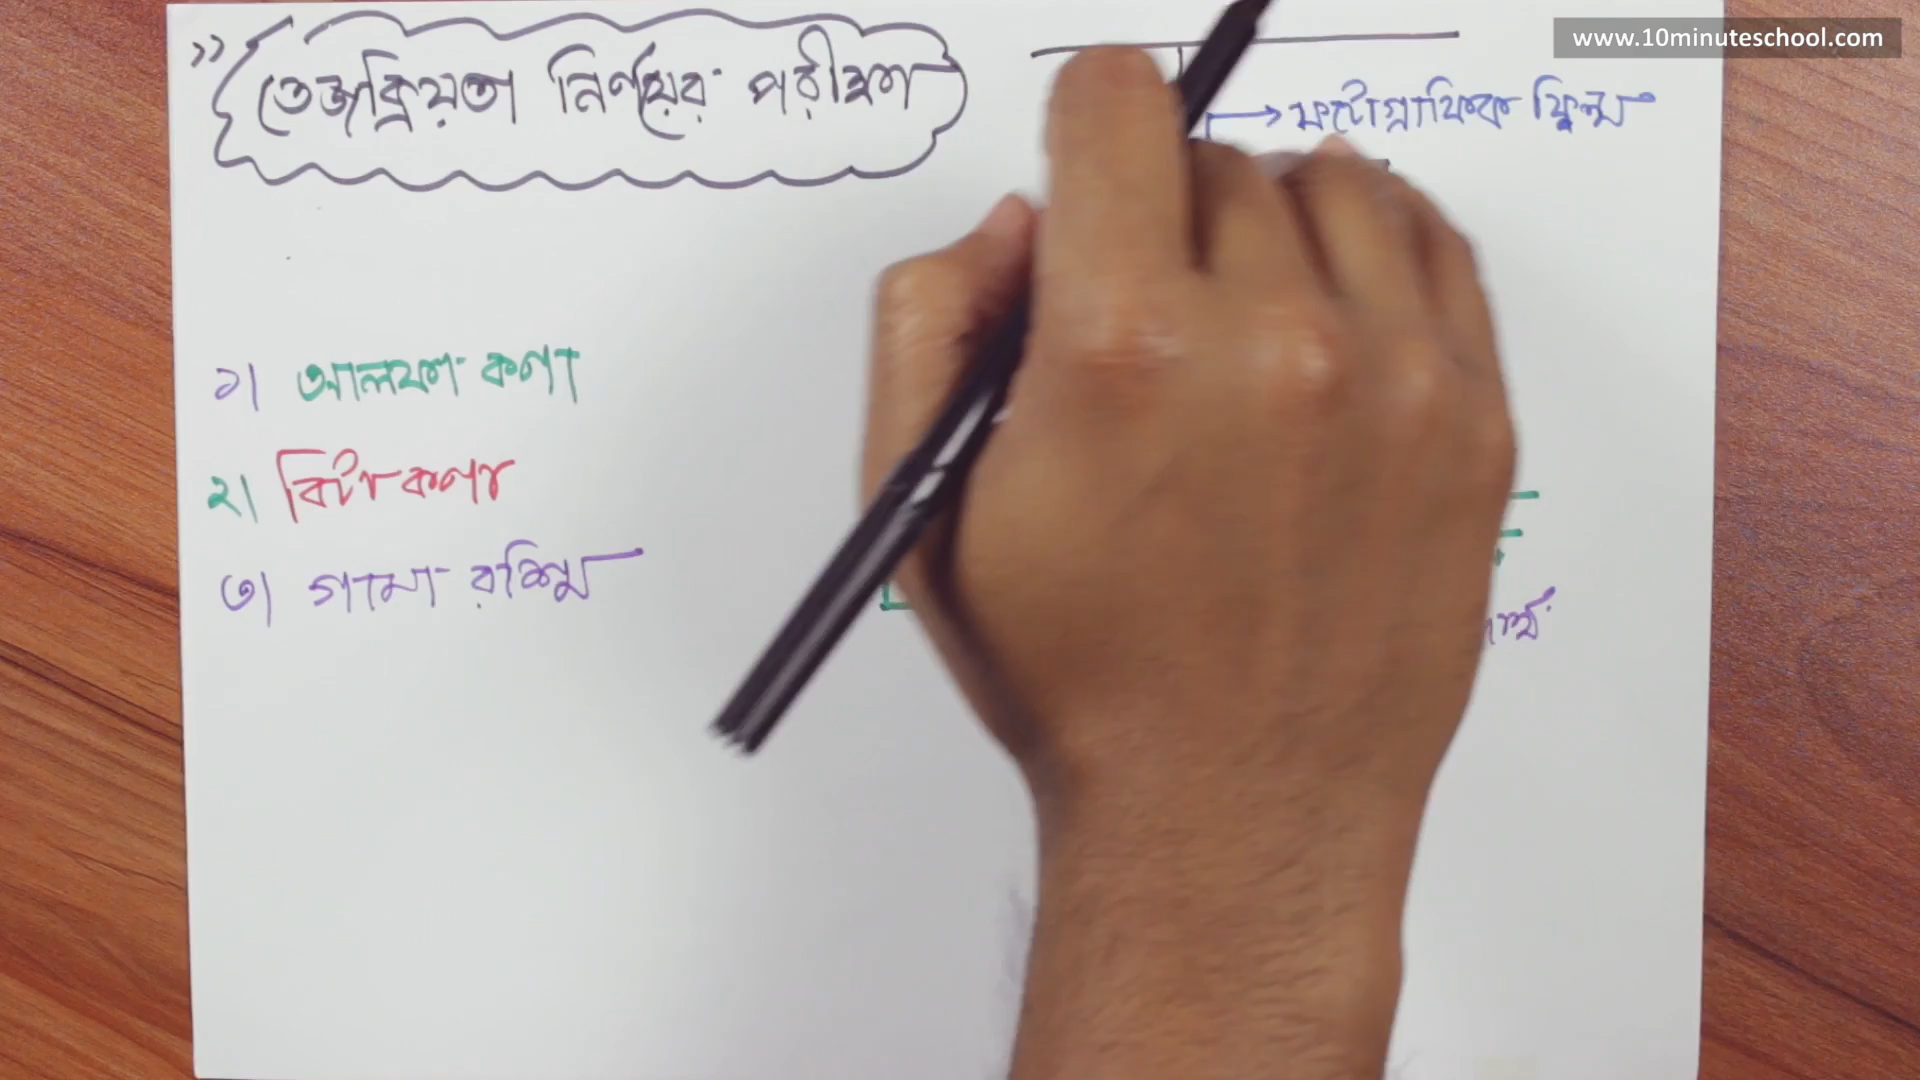 www.10minuteschool.com
" তেজস্ক্রিয়তা নির্ণয়ের পরীক্ষা
→ ফটোগ্রাফিক ফিল্ম
১। আলফা কণা
২। বিটা কণা
৩। গামা রশ্মি